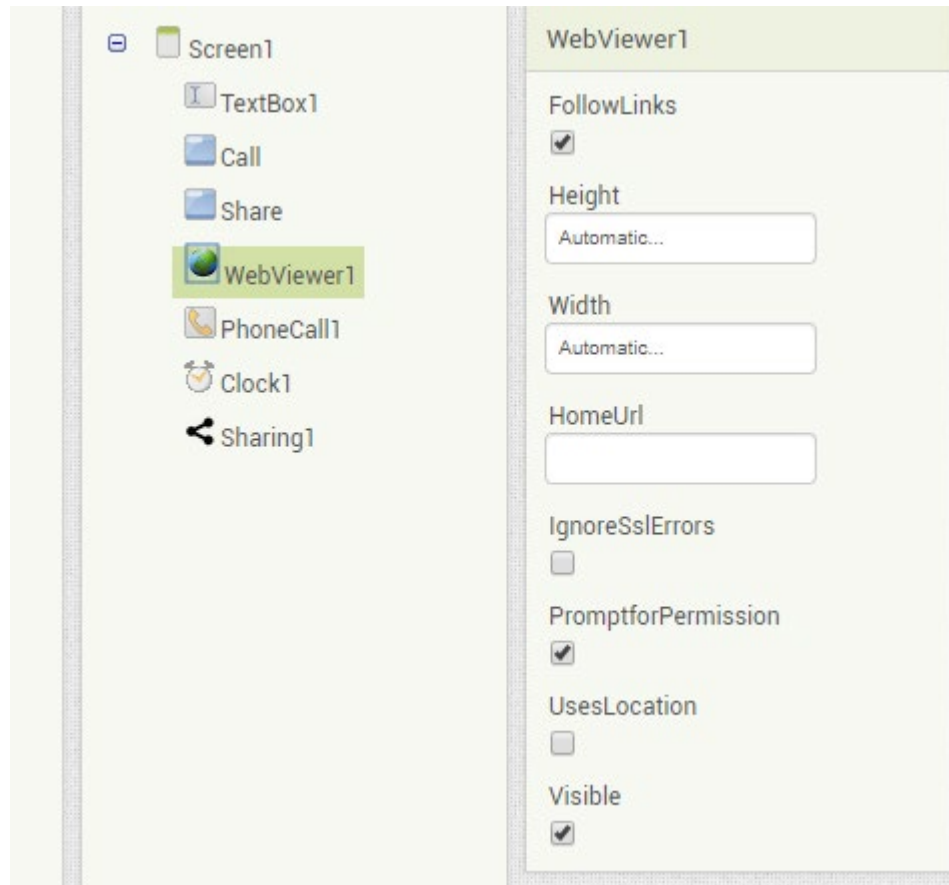 Screen1
TextBox1
Call
Share
WebViewer1
PhoneCall1
Clock1
Sharing1
WebViewer1
FollowLinks
Height
Automatic...
Width
Automatic...
HomeUrl
IgnoreSslErrors
PromptforPermission
UsesLocation
Visible